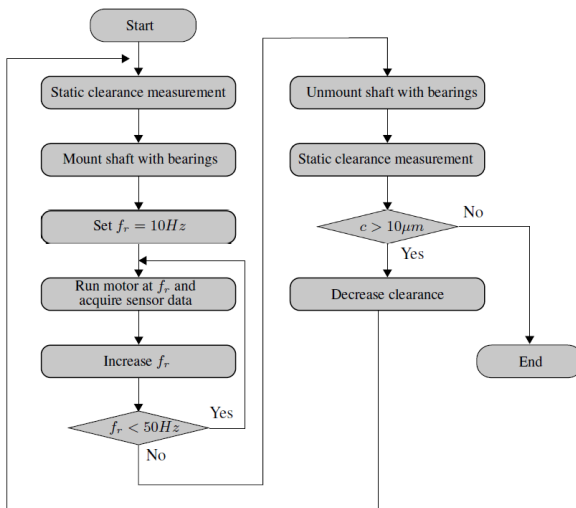 Start
Static clearance measurement
Mount shaft with bearings
Set f_r = 10Hz
Run motor at f_r and
acquire sensor data
Increase f_r
f_r < 50Hz
Yes
No
Unmount shaft with bearings
Static clearance measurement
c > 10μm
No
Yes
Decrease clearance
End